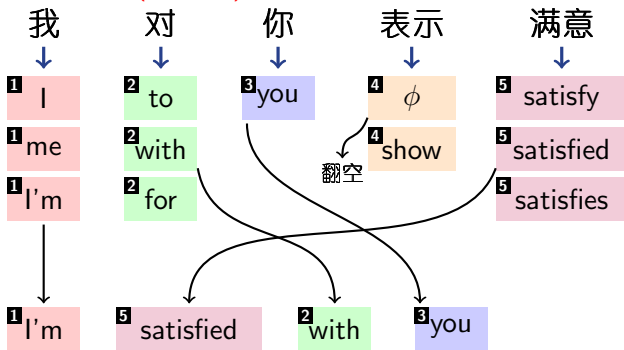 我 对 你 表示 满意
1 I 2 to 3 you 4 ϕ 5 satisfy
1 me 2 with 4 show 5 satisfied
翻空
1 I'm 2 for 5 satisfies
1 I'm 5 satisfied 2 with 3 you